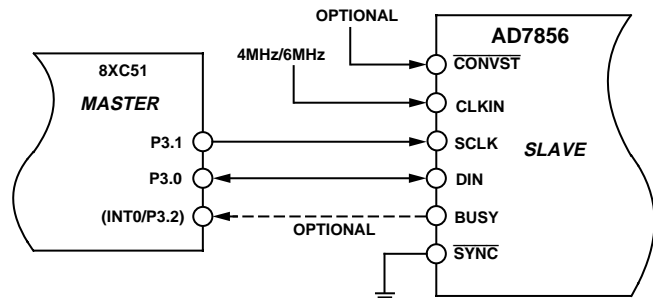 OPTIONAL
4MHz/6MHz
8XC51
MASTER
P3.1
P3.0
(INT0/P3.2)
OPTIONAL
AD7856
CONVST
CLKIN
SCLK
SLAVE
DIN
BUSY
SYNC